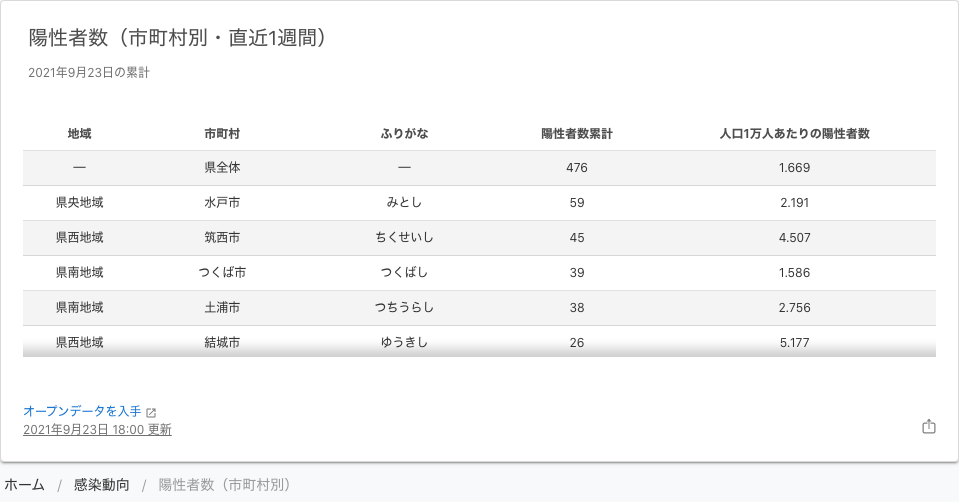 陽性者数（市町村別・直近1週間）
2021年9月23日の累計
地域 市町村 ふりがな 陽性者数累計 人口1万人あたりの陽性者数
— 県全体 — 476 1.669
県央地域 水戸市 みとし 59 2.191
県西地域 筑西市 ちくせいし 45 4.507
県南地域 つくば市 つくばし 39 1.586
県南地域 土浦市 つちうらし 38 2.756
県西地域 結城市 ゆうきし 26 5.177
オープンデータを入手
2021年9月23日 18:00 更新
ホーム / 感染動向 / 陽性者数（市町村別）